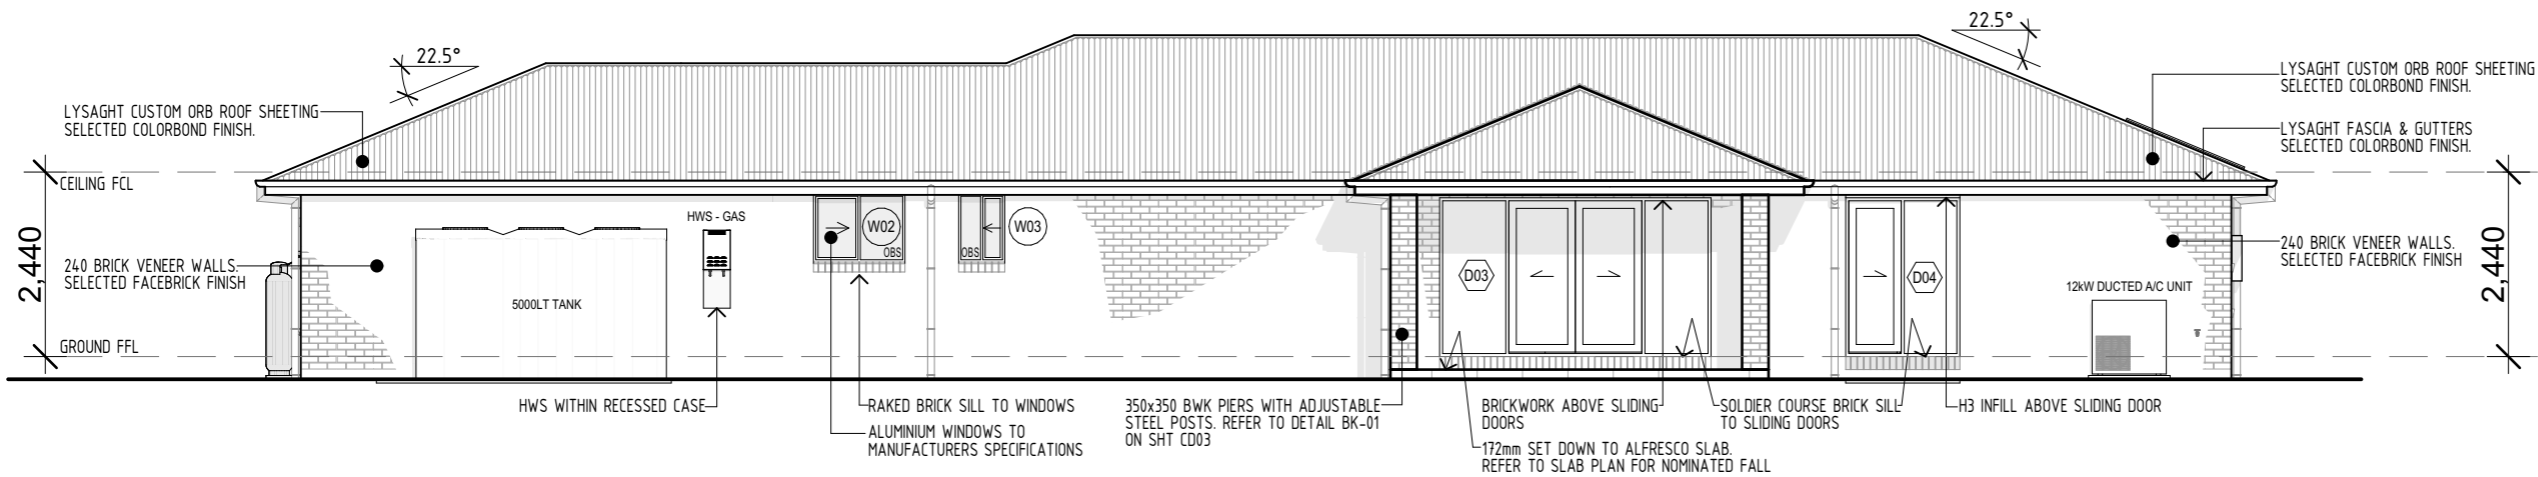 22.5°
22.5°
LYSAGHT CUSTOM ORB ROOF SHEETING
SELECTED COLORBOND FINISH.
LYSAGHT CUSTOM ORB ROOF SHEETING
SELECTED COLORBOND FINISH.
LYSAGHT FASCIA & GUTTERS
SELECTED COLORBOND FINISH.
CEILING FCL
2,440
240 BRICK VENEER WALLS.
SELECTED FACEBRICK FINISH
GROUND FFL
5000LT TANK
HWS - GAS
W02
OBS
OBS
W03
D03
D04
12kW DUCTED A/C UNIT
240 BRICK VENEER WALLS.
SELECTED FACEBRICK FINISH
2,440
HWS WITHIN RECESSED CASE
RAKED BRICK SILL TO WINDOWS
ALUMINIUM WINDOWS TO
MANUFACTURERS SPECIFICATIONS
350x350 BWK PIERS WITH ADJUSTABLE
STEEL POSTS. REFER TO DETAIL BK-01
ON SHT CD03
BRICKWORK ABOVE SLIDING
DOORS
172mm SET DOWN TO ALFRESCO SLAB.
REFER TO SLAB PLAN FOR NOMINATED FALL
SOLDIER COURSE BRICK SILL
TO SLIDING DOORS
H3 INFILL ABOVE SLIDING DOOR